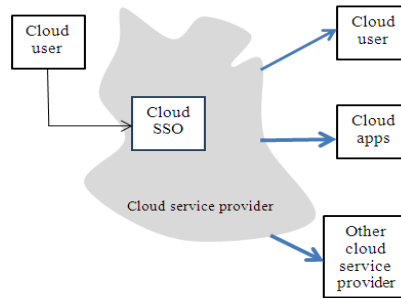 Cloud
user
Cloud
user
Cloud
SSO
Cloud
apps
Cloud service provider
Other
cloud
service
provider